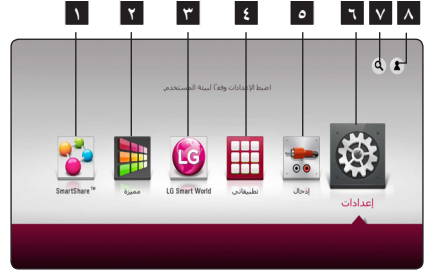 ١ ٢ ٣ ٤ ٥ ٦ ٧ ٨
اضبط الإعدادات وفقًا لبيئة المستخدم.
SmartShare™ مميزة LG Smart World تطبيقاتي إدخال
إعدادات